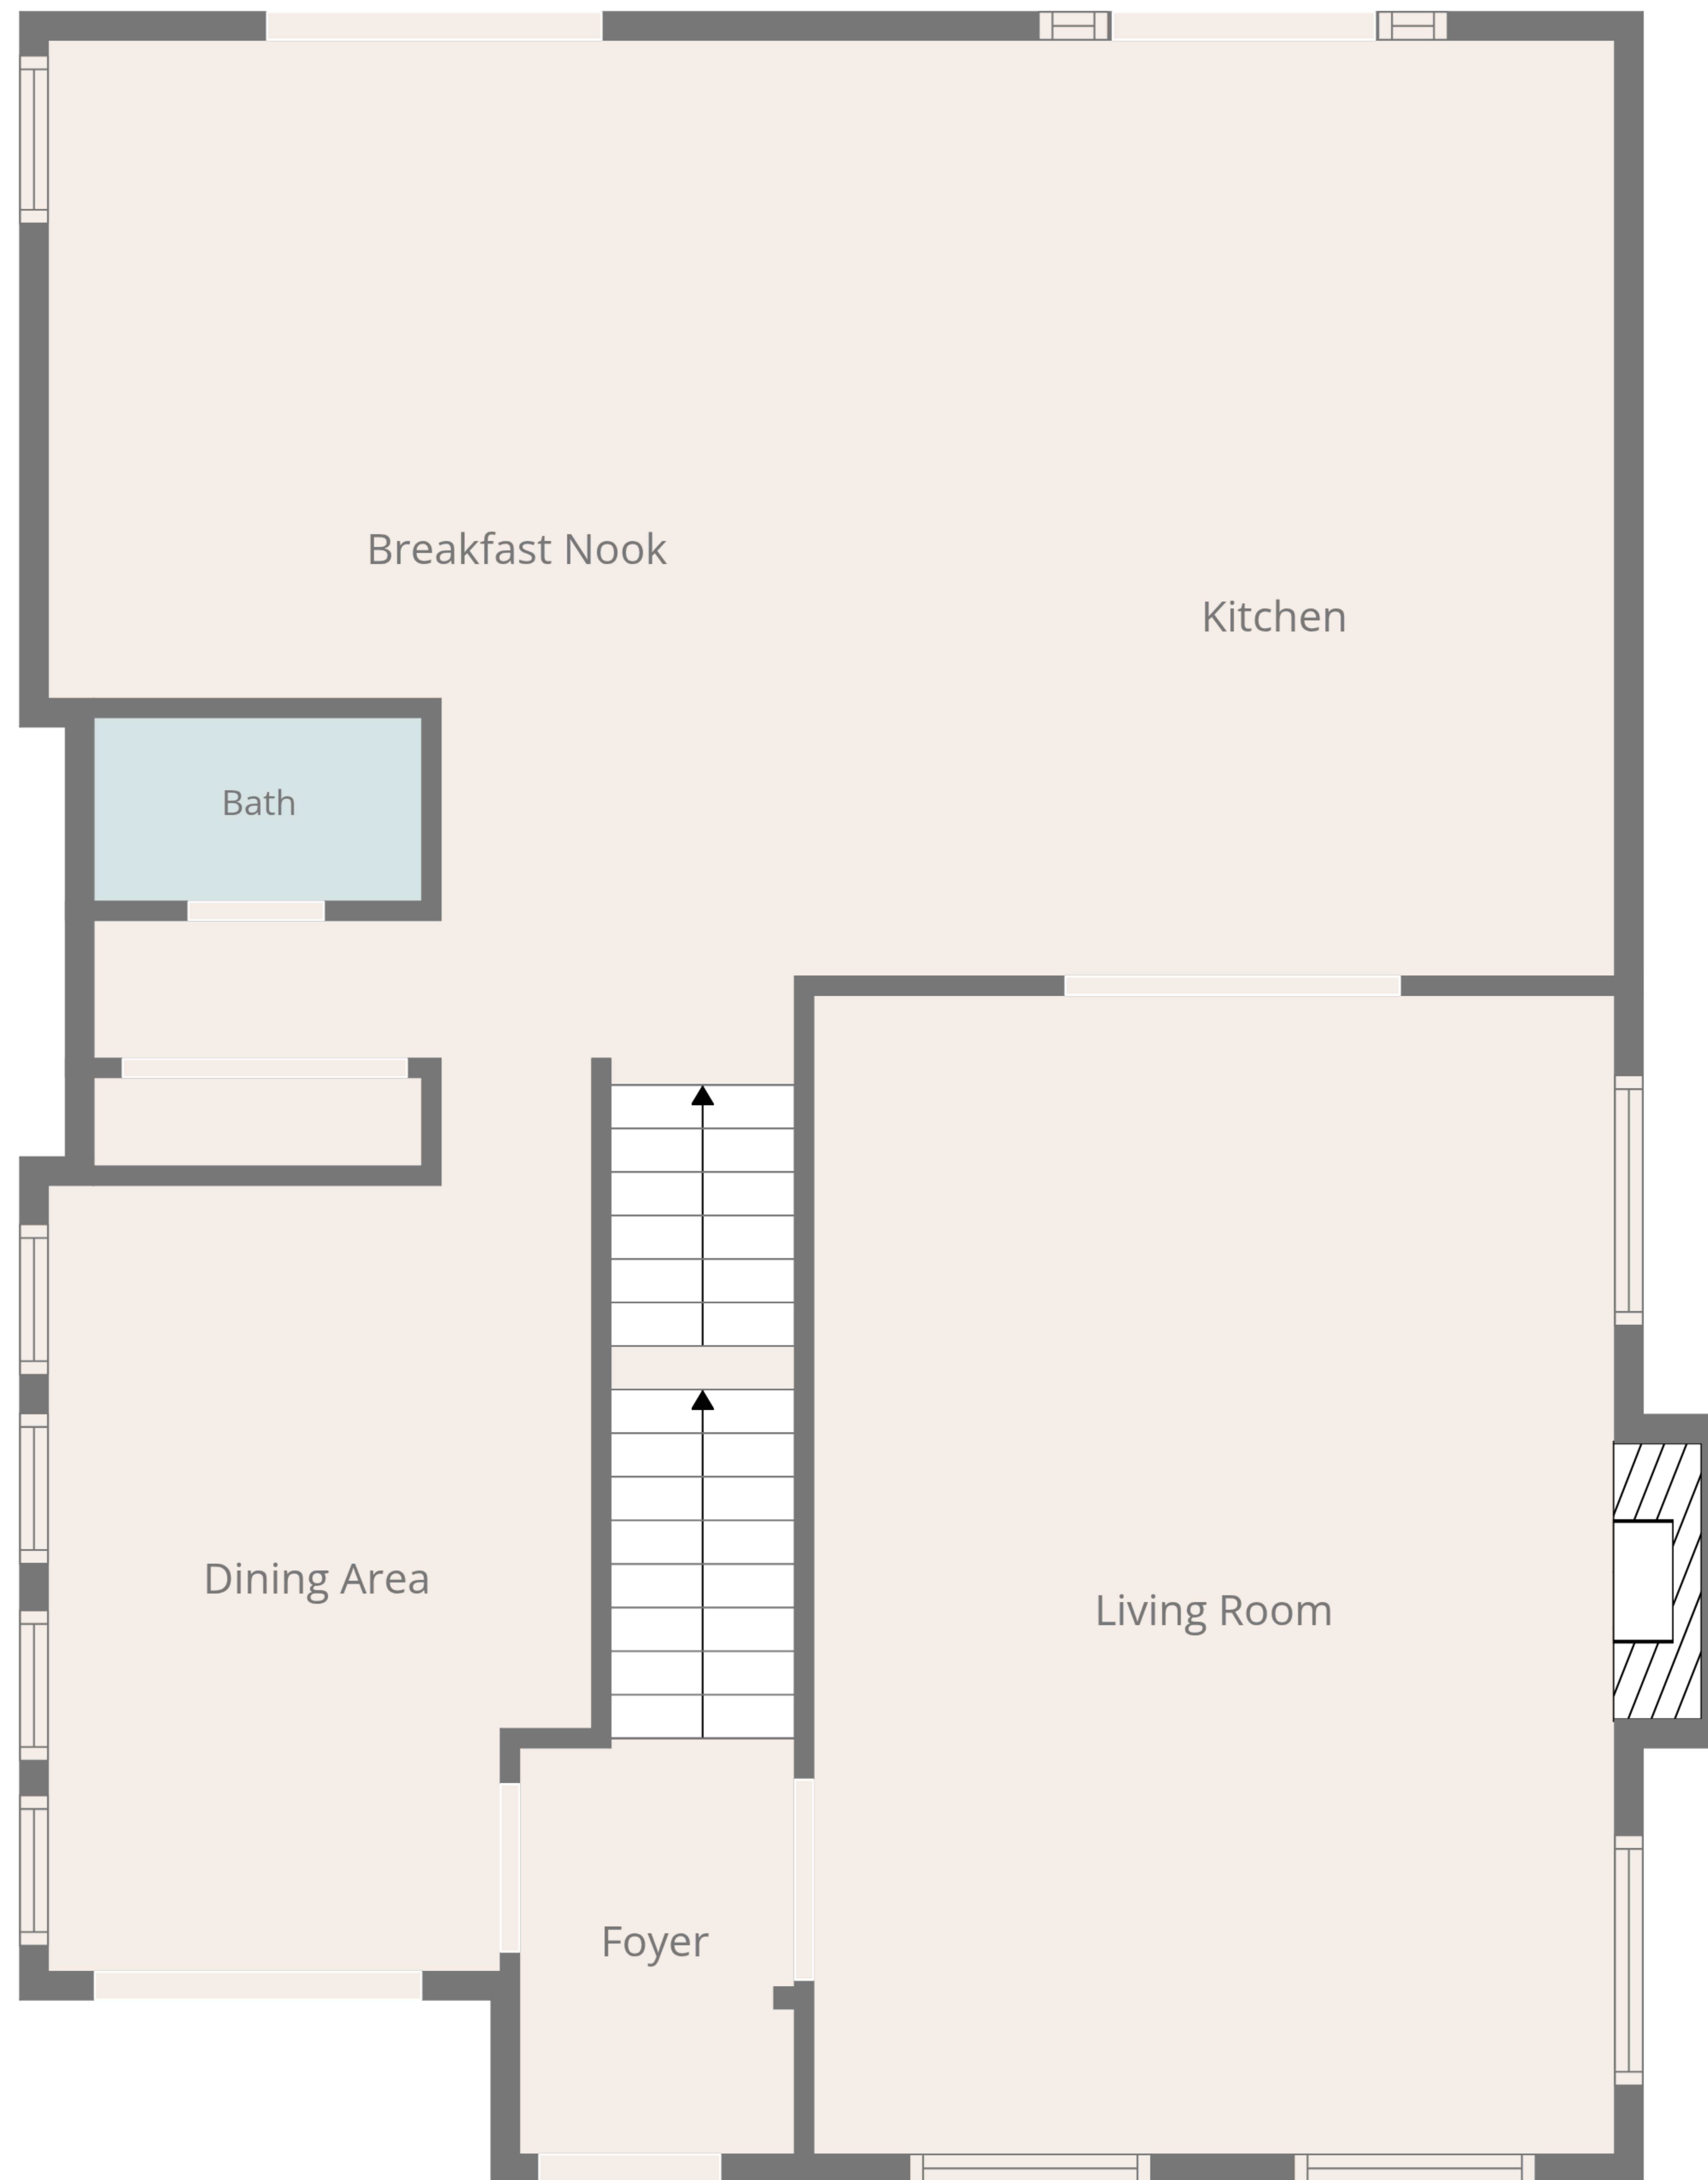 Breakfast Nook
Kitchen
Bath
Dining Area
Living Room
Foyer